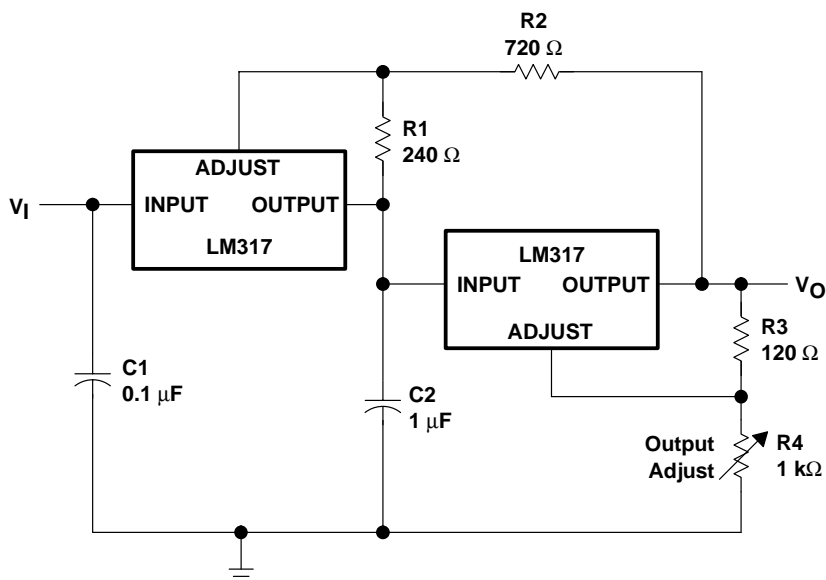 R2
720 Ω
R1
240 Ω
ADJUST
VI
INPUT
OUTPUT
LM317
LM317
INPUT
OUTPUT
VO
ADJUST
R3
120 Ω
C1
0.1 μF
C2
1 μF
Output
Adjust
R4
1 kΩ